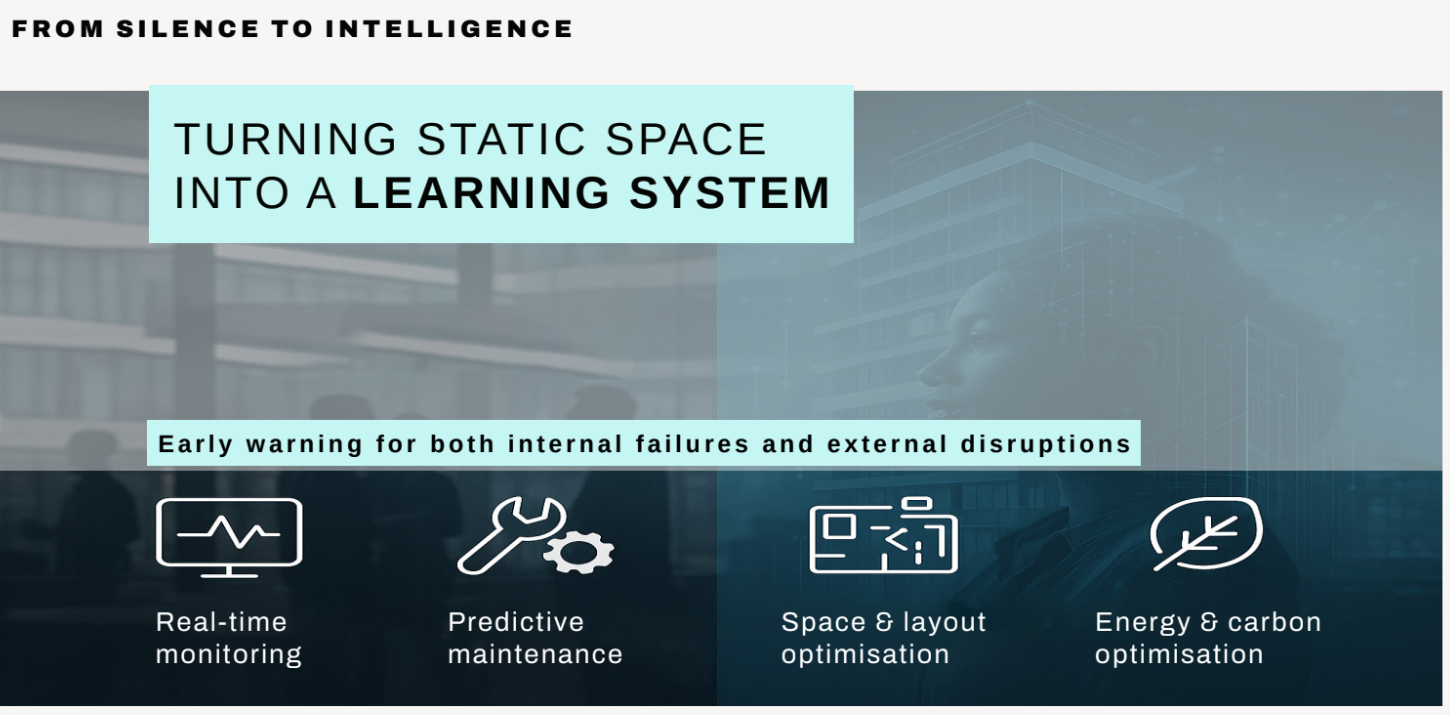 FROM SILENCE TO INTELLIGENCE
TURNING STATIC SPACE
INTO A LEARNING SYSTEM
Early warning for both internal failures and external disruptions
Real-time
monitoring
Predictive
maintenance
Space & layout
optimisation
Energy & carbon
optimisation